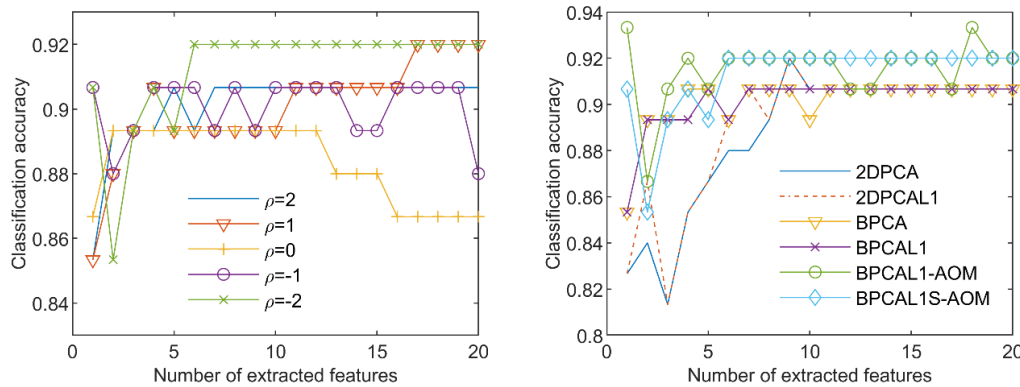 0.92
0.9
0.88
0.86
0.84
Classification accuracy
ρ=2
ρ=1
ρ=0
ρ=-1
ρ=-2
0 5 10 15 20
Number of extracted features
0.94
0.92
0.9
0.88
0.86
0.84
0.82
0.8
Classification accuracy
2DPCA
2DPCAL1
BPCA
BPCAL1
BPCAL1-AOM
BPCAL1S-AOM
0 5 10 15 20
Number of extracted features